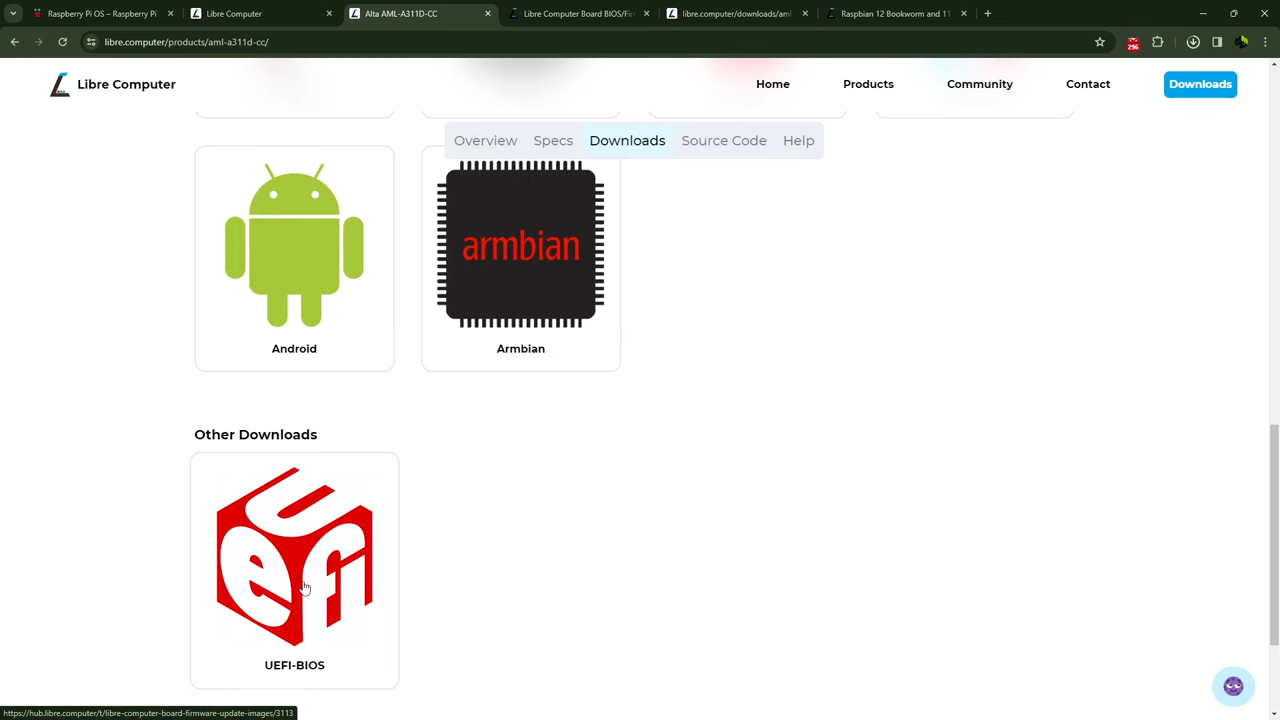 Raspberry Pi OS – Raspberry Pi
Libre Computer
Alta AML-A311D-CC
Libre Computer Board BIOS/Fir
libre.computer/downloads/aml
Raspbian 12 Bookworm and 11
libre.computer/products/aml-a311d-cc/
Libre Computer
Home
Products
Community
Contact
Downloads
Overview
Specs
Downloads
Source Code
Help
armbian
Android
Armbian
Other Downloads
uefi
UEFI-BIOS
https://hub.libre.computer/t/libre-computer-board-firmware-update-images/3113